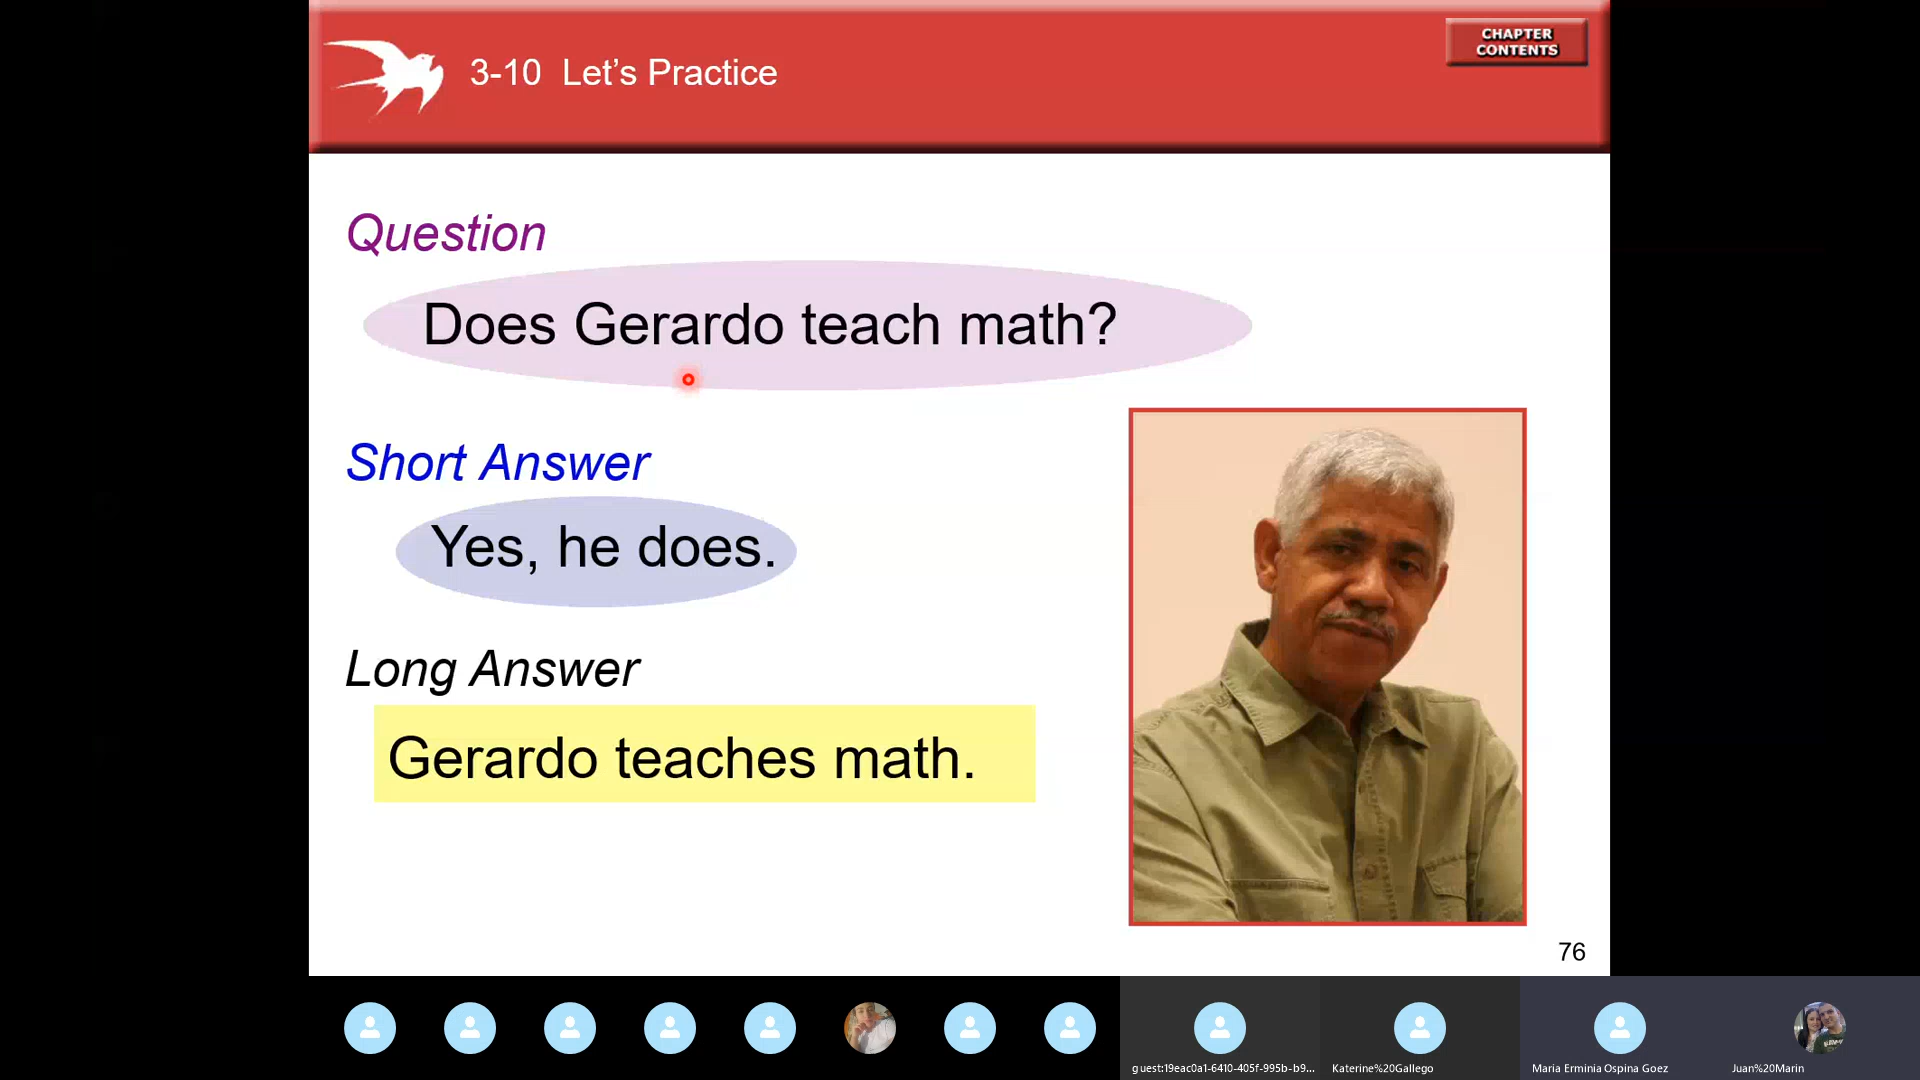 CHAPTER
CONTENTS
3-10 Let’s Practice
Question
Does Gerardo teach math?
Short Answer
Yes, he does.
Long Answer
Gerardo teaches math.
76
guest:19eac0a1-6410-405f-995b-b9...
Katerine%20Gallego
Maria Erminia Ospina Goez
Juan%20Marin